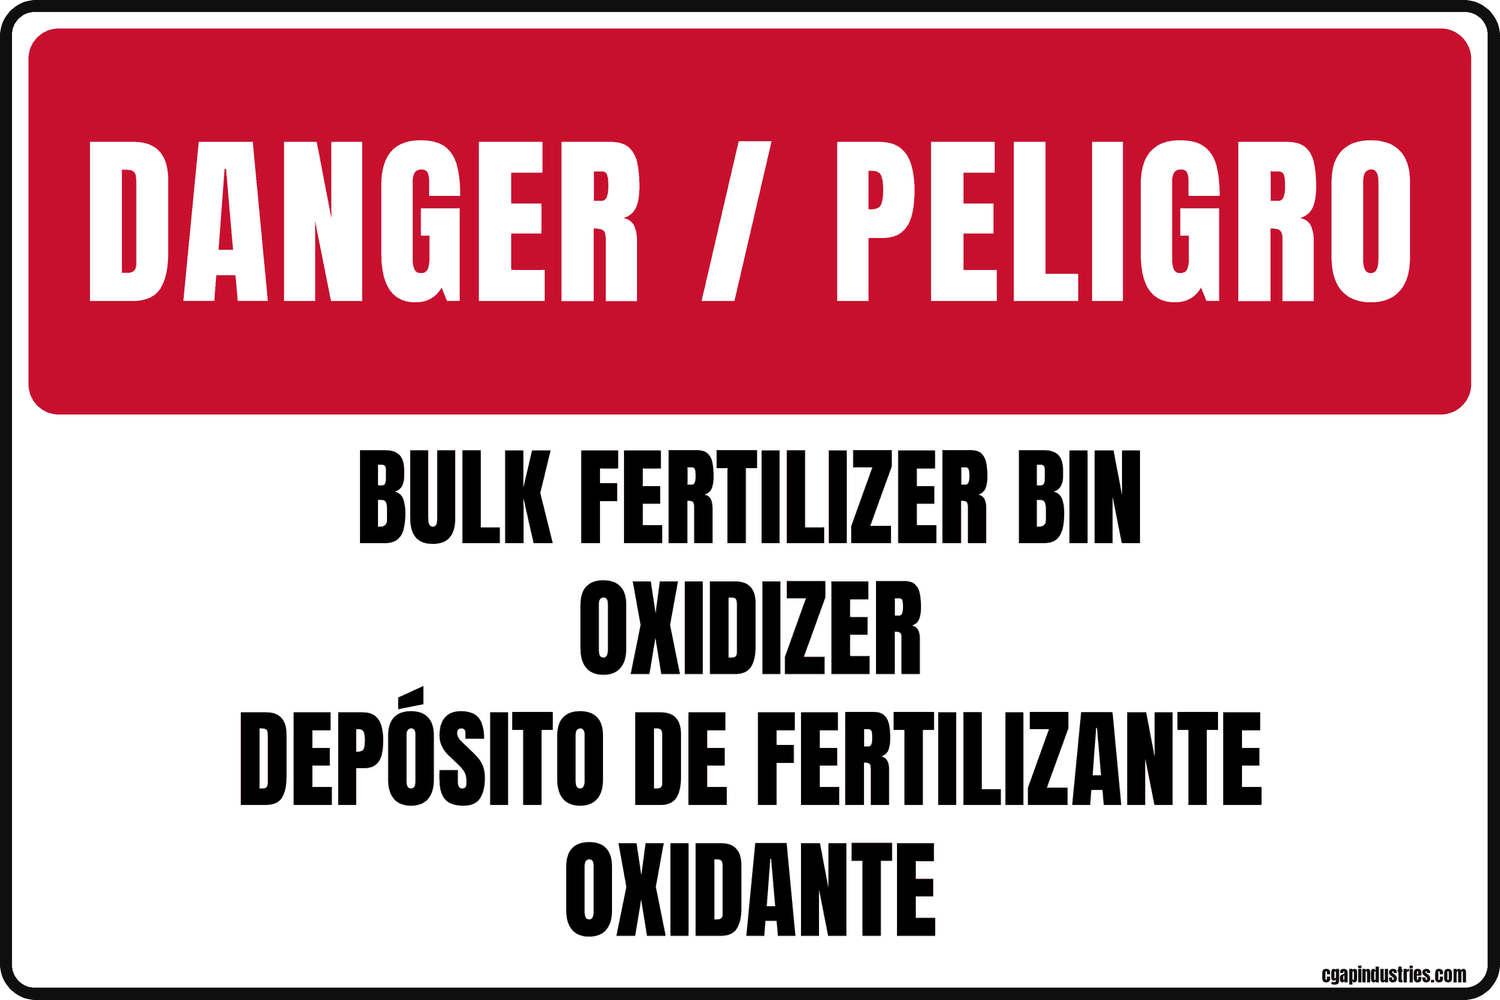 DANGER / PELIGRO
BULK FERTILIZER BIN
OXIDIZER
DEPÓSITO DE FERTILIZANTE
OXIDANTE
cgapindustries.com